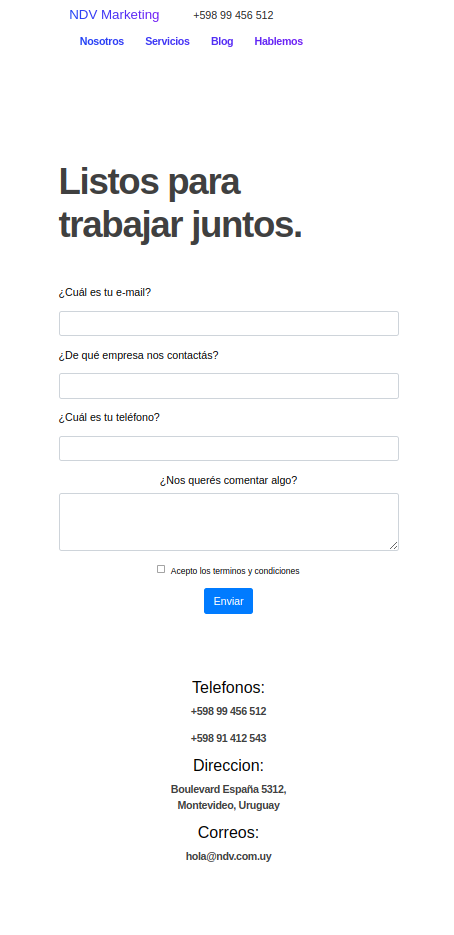 NDV Marketing +598 99 456 512
Nosotros Servicios Blog Hablemos
Listos para
trabajar juntos.
¿Cuál es tu e-mail?
¿De qué empresa nos contactás?
¿Cuál es tu teléfono?
¿Nos querés comentar algo?
Acepto los terminos y condiciones
Enviar
Telefonos:
+598 99 456 512
+598 91 412 543
Direccion:
Boulevard España 5312,
Montevideo, Uruguay
Correos:
hola@ndv.com.uy